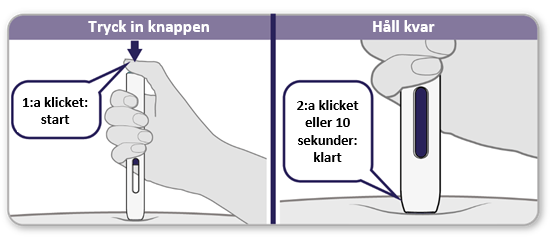 Tryck in knappen
Håll kvar
1:a klicket:
start
2:a klicket
eller 10
sekunder:
klart